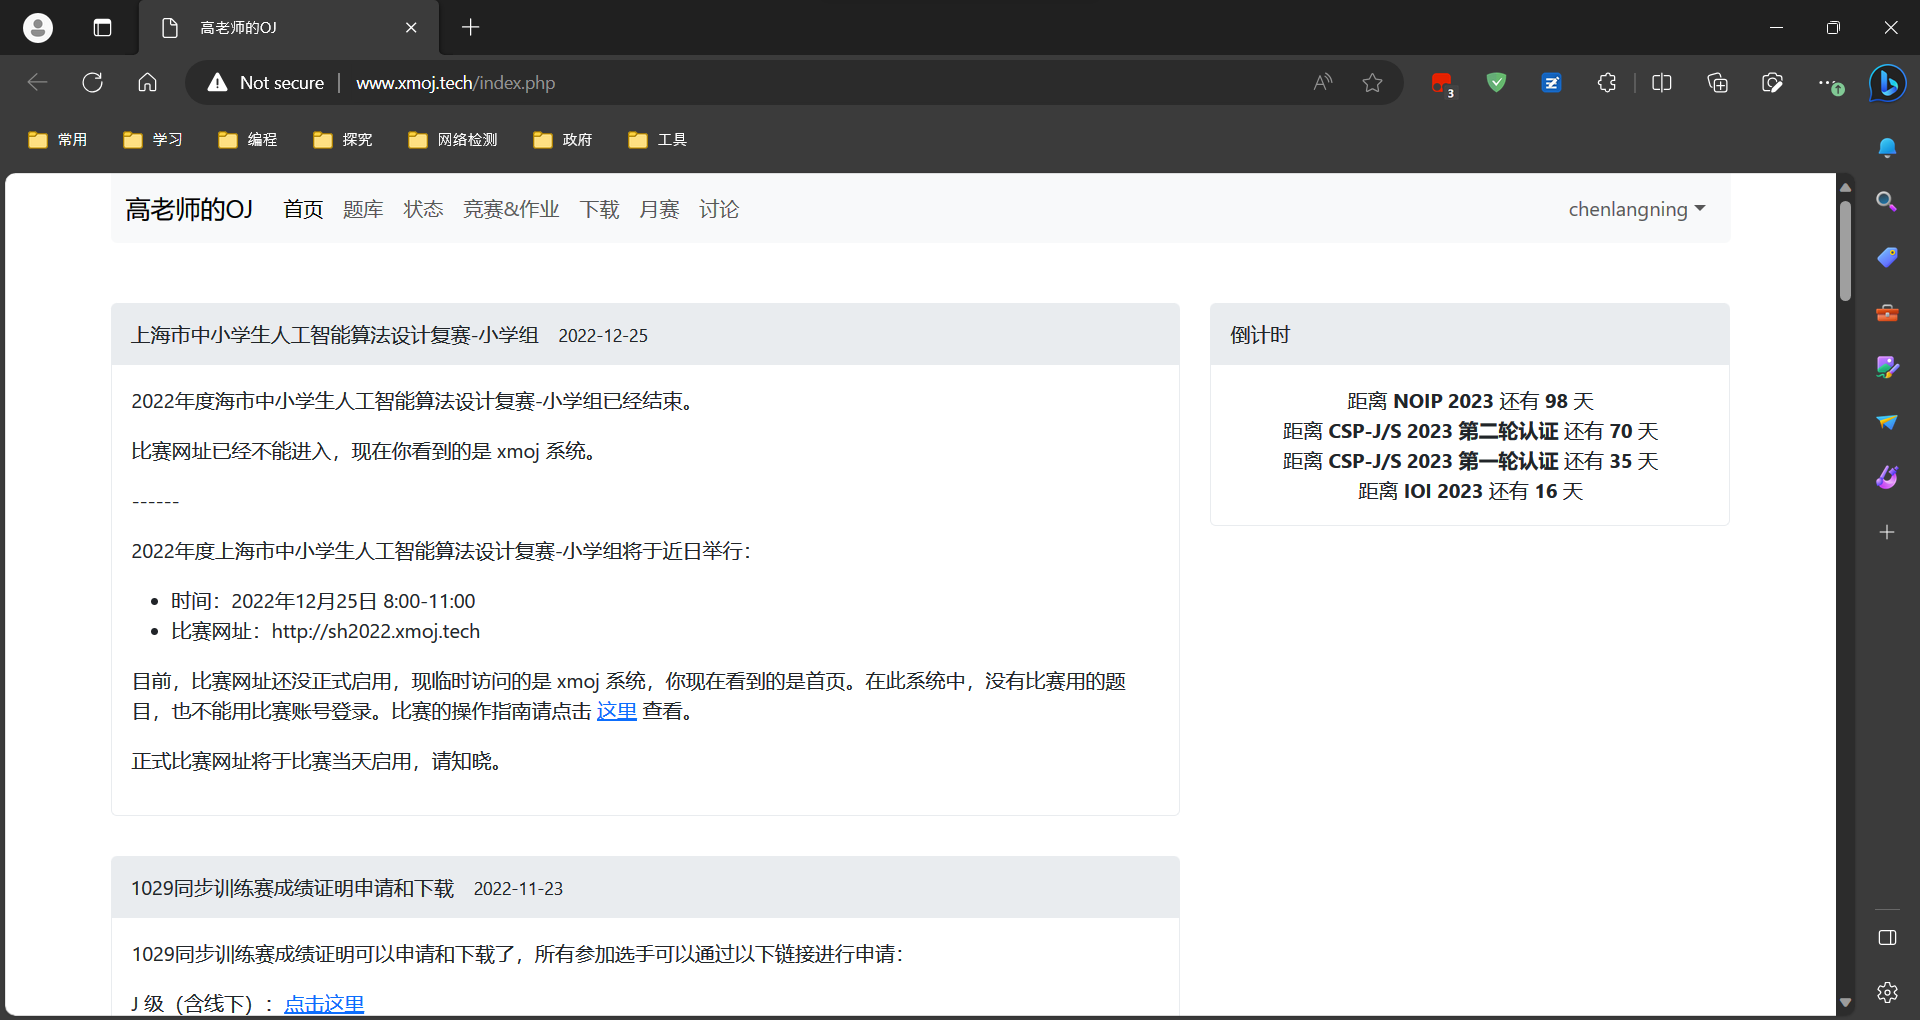 高老师的OJ
Not secure
www.xmoj.tech/index.php
3
常用 学习 编程 探究 网络检测 政府 工具
高老师的OJ 首页 题库 状态 竞赛&作业 下载 月赛 讨论 chenlangning
上海市中小学生人工智能算法设计复赛-小学组 2022-12-25
2022年度海市中小学生人工智能算法设计复赛-小学组已经结束。
比赛网址已经不能进入，现在你看到的是 xmoj 系统。
------
2022年度上海市中小学生人工智能算法设计复赛-小学组将于近日举行：
时间：2022年12月25日 8:00-11:00
比赛网址：http://sh2022.xmoj.tech
目前，比赛网址还没正式启用，现临时访问的是 xmoj 系统，你现在看到的是首页。在此系统中，没有比赛用的题
目，也不能用比赛账号登录。比赛的操作指南请点击 这里 查看。
正式比赛网址将于比赛当天启用，请知晓。
倒计时
距离 NOIP 2023 还有 98 天
距离 CSP-J/S 2023 第二轮认证 还有 70 天
距离 CSP-J/S 2023 第一轮认证 还有 35 天
距离 IOI 2023 还有 16 天
1029同步训练赛成绩证明申请和下载 2022-11-23
1029同步训练赛成绩证明可以申请和下载了，所有参加选手可以通过以下链接进行申请：
J 级（含线下）：点击这里